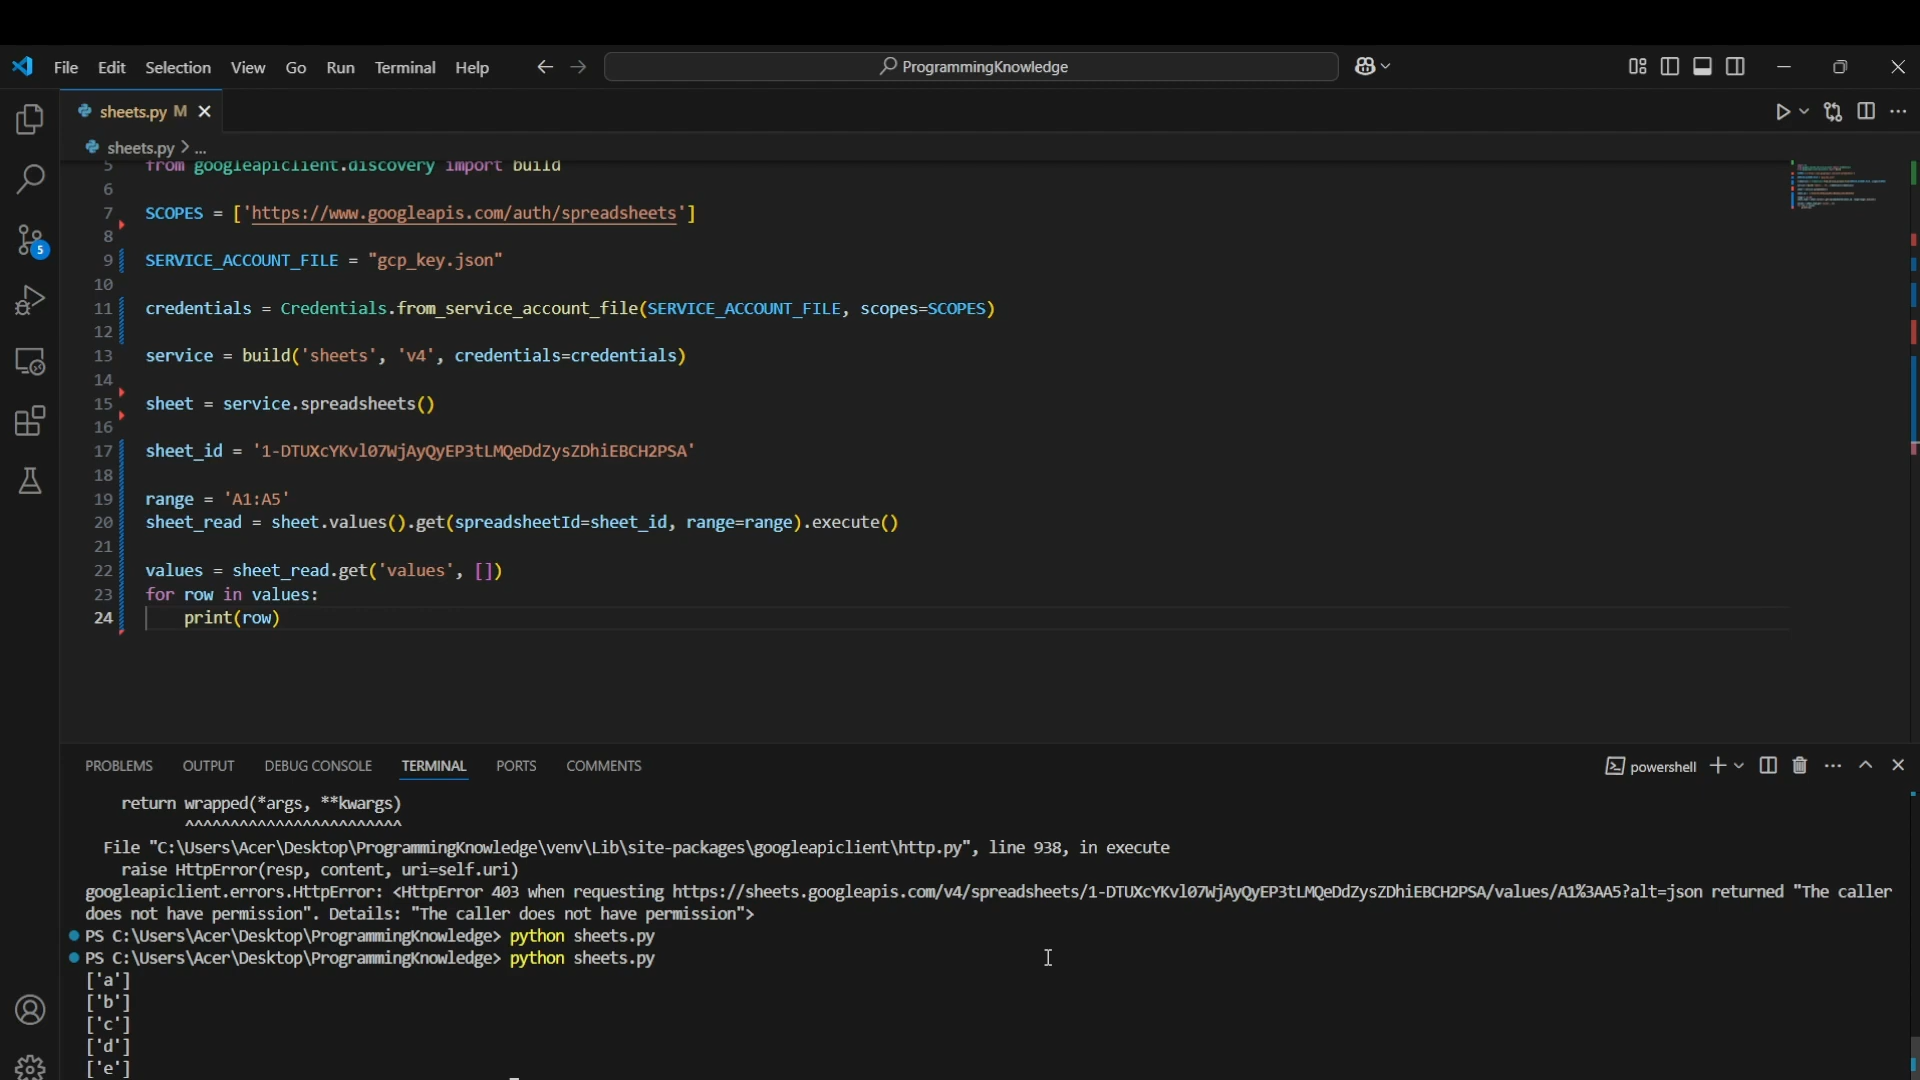 File Edit Selection View Go Run Terminal Help
ProgrammingKnowledge
sheets.py M
sheets.py > ...
5 from googleapiclient.discovery import build
6
7 SCOPES = ['https://www.googleapis.com/auth/spreadsheets']
8
9 SERVICE_ACCOUNT_FILE = "gcp_key.json"
10
11 credentials = Credentials.from_service_account_file(SERVICE_ACCOUNT_FILE, scopes=SCOPES)
12
13 service = build('sheets', 'v4', credentials=credentials)
14
15 sheet = service.spreadsheets()
16
17 sheet_id = '1-DTUXcYKvl07WjAyQyEP3tLMQeDdZysZDhiEBCH2PSA'
18
19 range = 'A1:A5'
20 sheet_read = sheet.values().get(spreadsheetId=sheet_id, range=range).execute()
21
22 values = sheet_read.get('values', [])
23 for row in values:
24 print(row)
5
PROBLEMS OUTPUT DEBUG CONSOLE TERMINAL PORTS COMMENTS
powershell
return wrapped(*args, **kwargs)
^^^^^^^^^^^^^^^^^^^^^^^^
File "C:\Users\Acer\Desktop\ProgrammingKnowledge\venv\Lib\site-packages\googleapiclient\http.py", line 938, in execute
raise HttpError(resp, content, uri=self.uri)
googleapiclient.errors.HttpError: <HttpError 403 when requesting https://sheets.googleapis.com/v4/spreadsheets/1-DTUXcYKvl07WjAyQyEP3tLMQeDdZysZDhiEBCH2PSA/values/A1%3AA5?alt=json returned "The caller
does not have permission". Details: "The caller does not have permission">
PS C:\Users\Acer\Desktop\ProgrammingKnowledge> python sheets.py
PS C:\Users\Acer\Desktop\ProgrammingKnowledge> python sheets.py
['a']
['b']
['c']
['d']
['e']